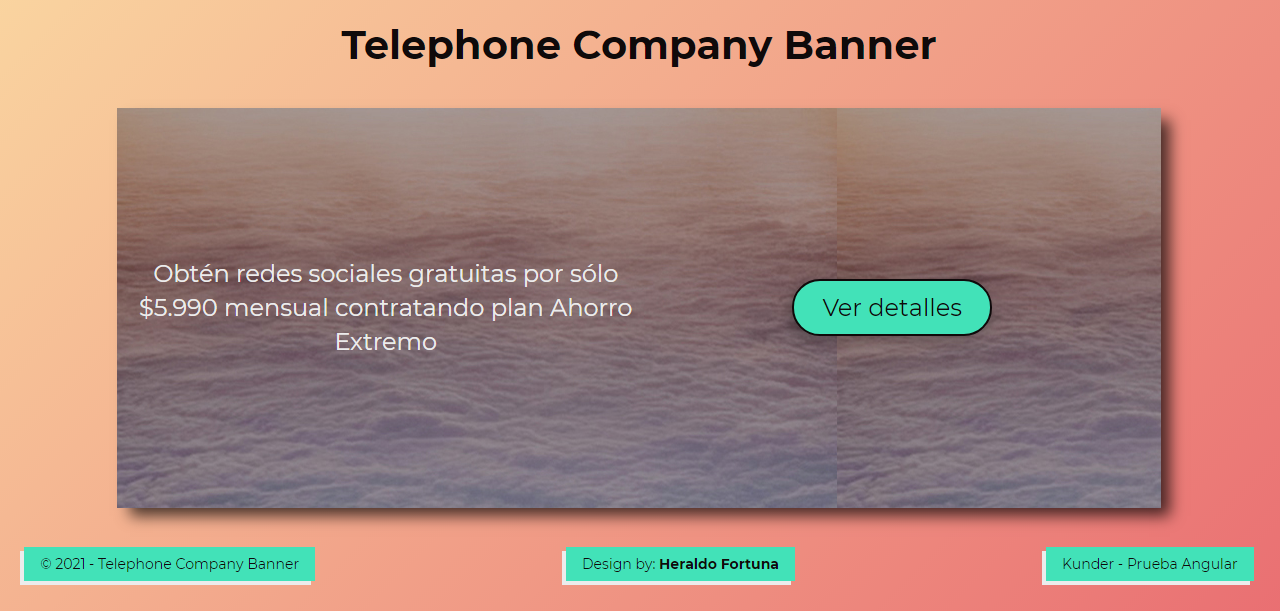 Telephone Company Banner
Obtén redes sociales gratuitas por sólo
$5.990 mensual contratando plan Ahorro
Extremo
Ver detalles
© 2021 - Telephone Company Banner
Design by: Heraldo Fortuna
Kunder - Prueba Angular